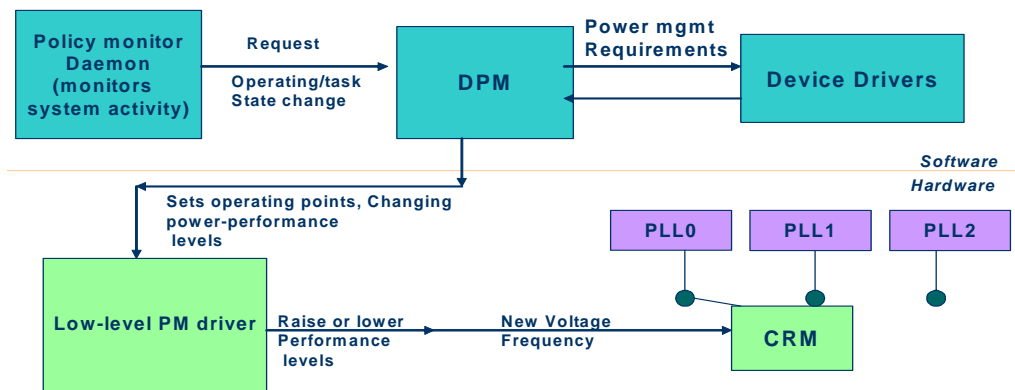 Policy monitor
Daemon
(monitors
system activity)
Request
Operating/task
State change
DPM
Power mgmt
Requirements
Device Drivers
Software
Hardware
Sets operating points, Changing
power-performance
levels
PLL0
PLL1
PLL2
Low-level PM driver
Raise or lower
Performance
levels
New Voltage
Frequency
CRM